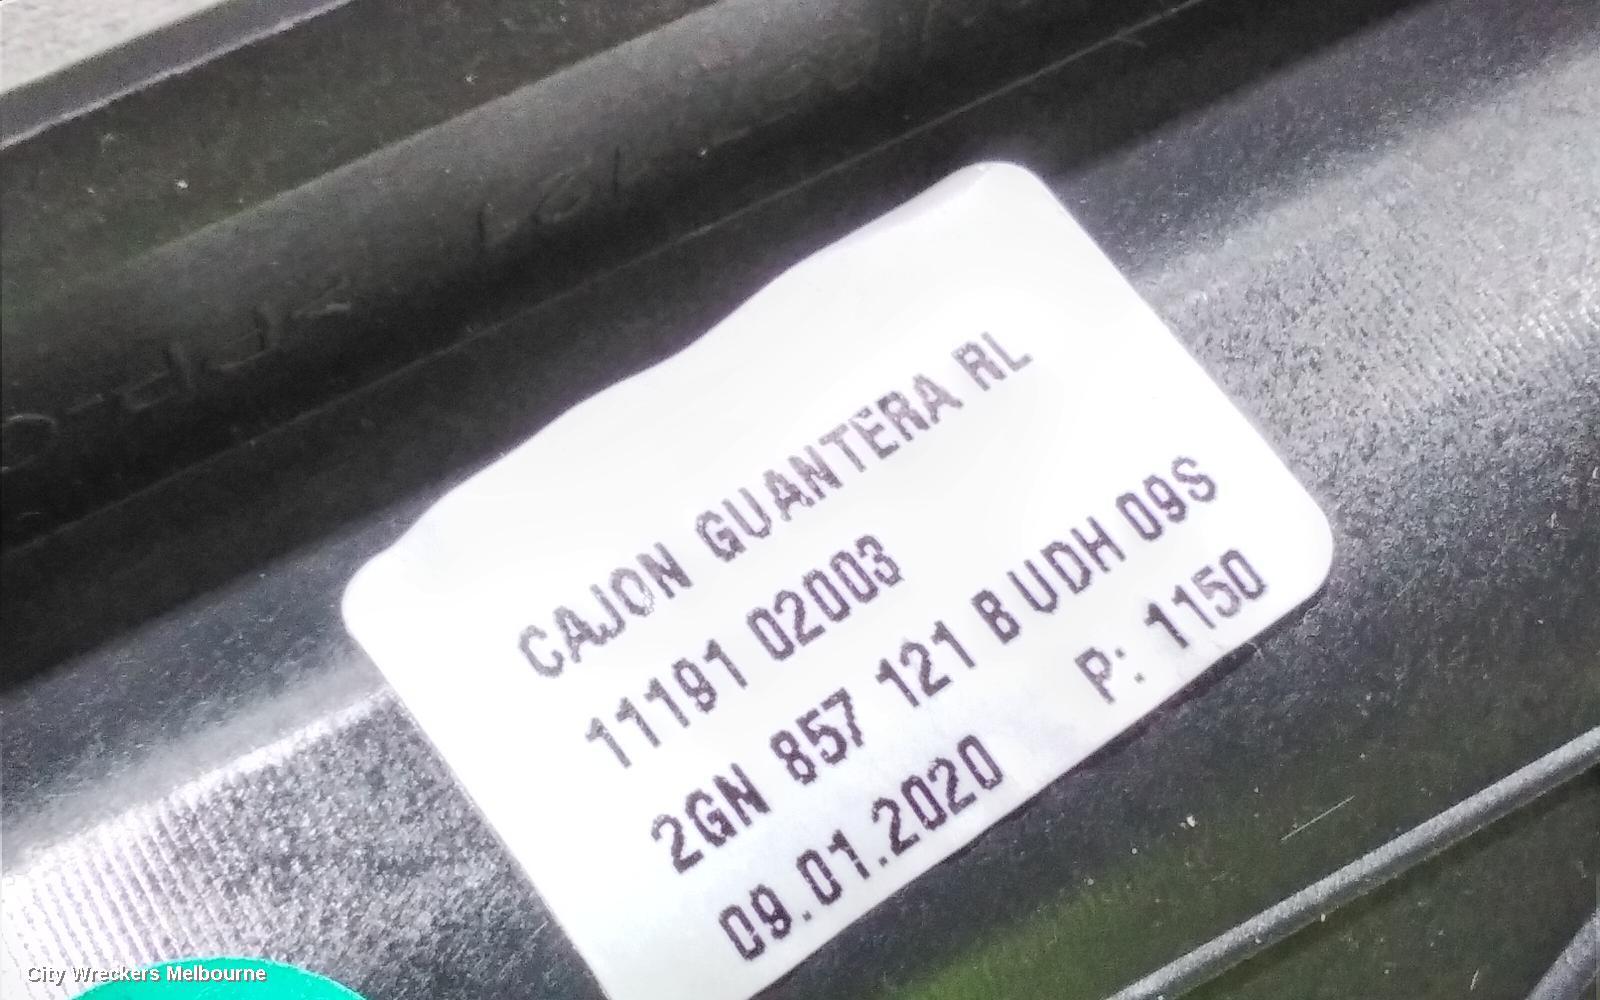 CAJON GUANTERA RL
11191 02003
2GN 857 121 B UDH 09S
09.01.2020 P: 1150
City Wreckers Melbourne